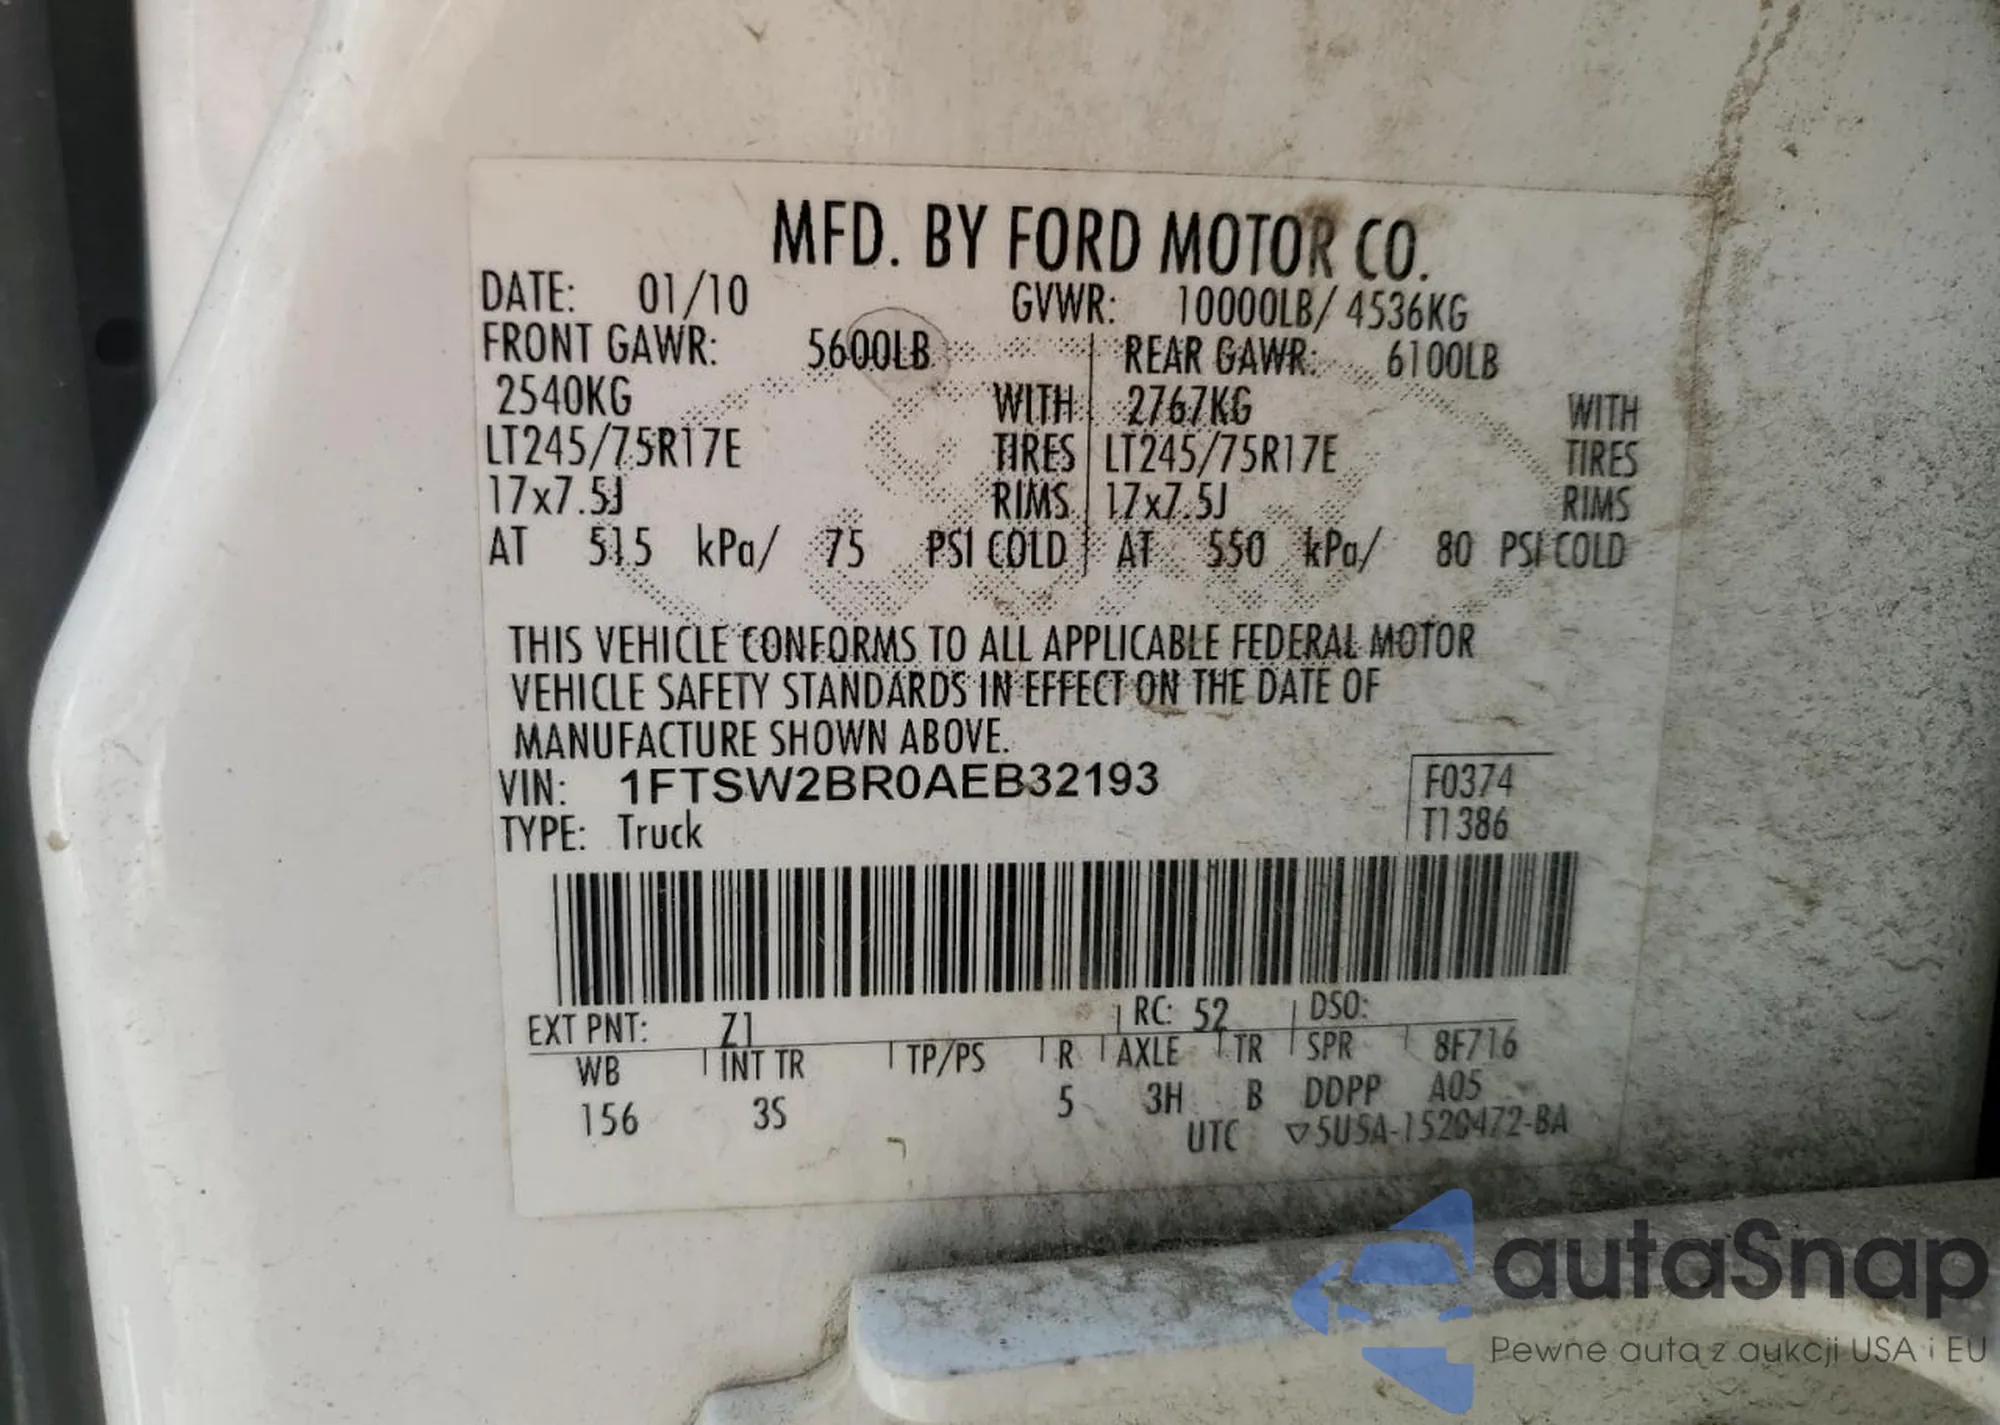 MFD. BY FORD MOTOR CO.
DATE: 01/10 GVWR: 10000LB/ 4536KG
FRONT GAWR: 5600LB REAR GAWR: 6100LB
2540KG WITH 2767KG WITH
LT245/75R17E TIRES LT245/75R17E TIRES
17x7.5J RIMS 17x7.5J RIMS
AT 515 kPa/ 75 PSI COLD AT 550 kPa/ 80 PSI COLD
THIS VEHICLE CONFORMS TO ALL APPLICABLE FEDERAL MOTOR
VEHICLE SAFETY STANDARDS IN EFFECT ON THE DATE OF
MANUFACTURE SHOWN ABOVE.
VIN: 1FTSW2BR0AEB32193 F0374
TYPE: Truck T1386
EXT PNT: Z1 RC: 52 DSO:
WB INT TR TP/PS R AXLE TR SPR 8F716
156 3S 5 3H B DDPP A05
UTC ▽5U5A-1520472-BA
autaSnap
Pewne auta z aukcji USA i EU